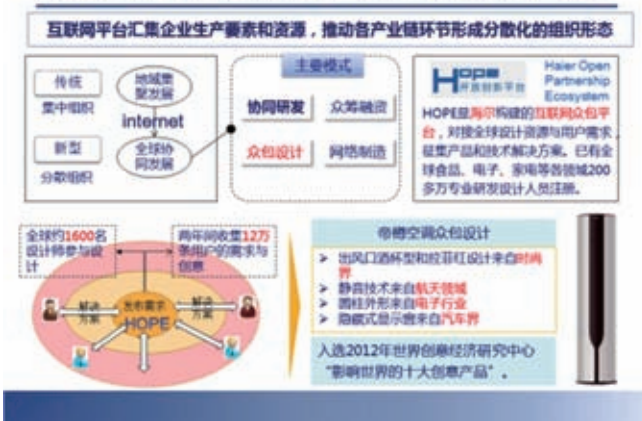 互联网平台汇集企业生产要素和资源，推动各产业链环节形成分散化的组织形态
传统
集中组织
地域集
聚发展
internet
新型
分散组织
全球协
同发展
主要模式
协同研发
众筹融资
众包设计
网络制造
Hope
开放创新平台
Haier Open
Partnership
Ecosystem
HOPE是海尔构建的互联网众包平
台，对接全球设计资源与用户需求，
征集产品和技术解决方案。已有全
球食品、电子、家电等各领域200
多万专业研发设计人员注册。
全球约1600名
设计师参与设
计
两年间收集12万
条用户的需求与
创意
解决
方案
发布需求
HOPE
解决
方案
帝樽空调众包设计
➢ 出风口酒杯型和拉菲红设计来自时尚
界
➢ 静音技术来自航天领域
➢ 圆柱外形来自电子行业
➢ 隐藏式显示窗来自汽车界
入选2012年世界创意经济研究中心
“影响世界的十大创意产品”。